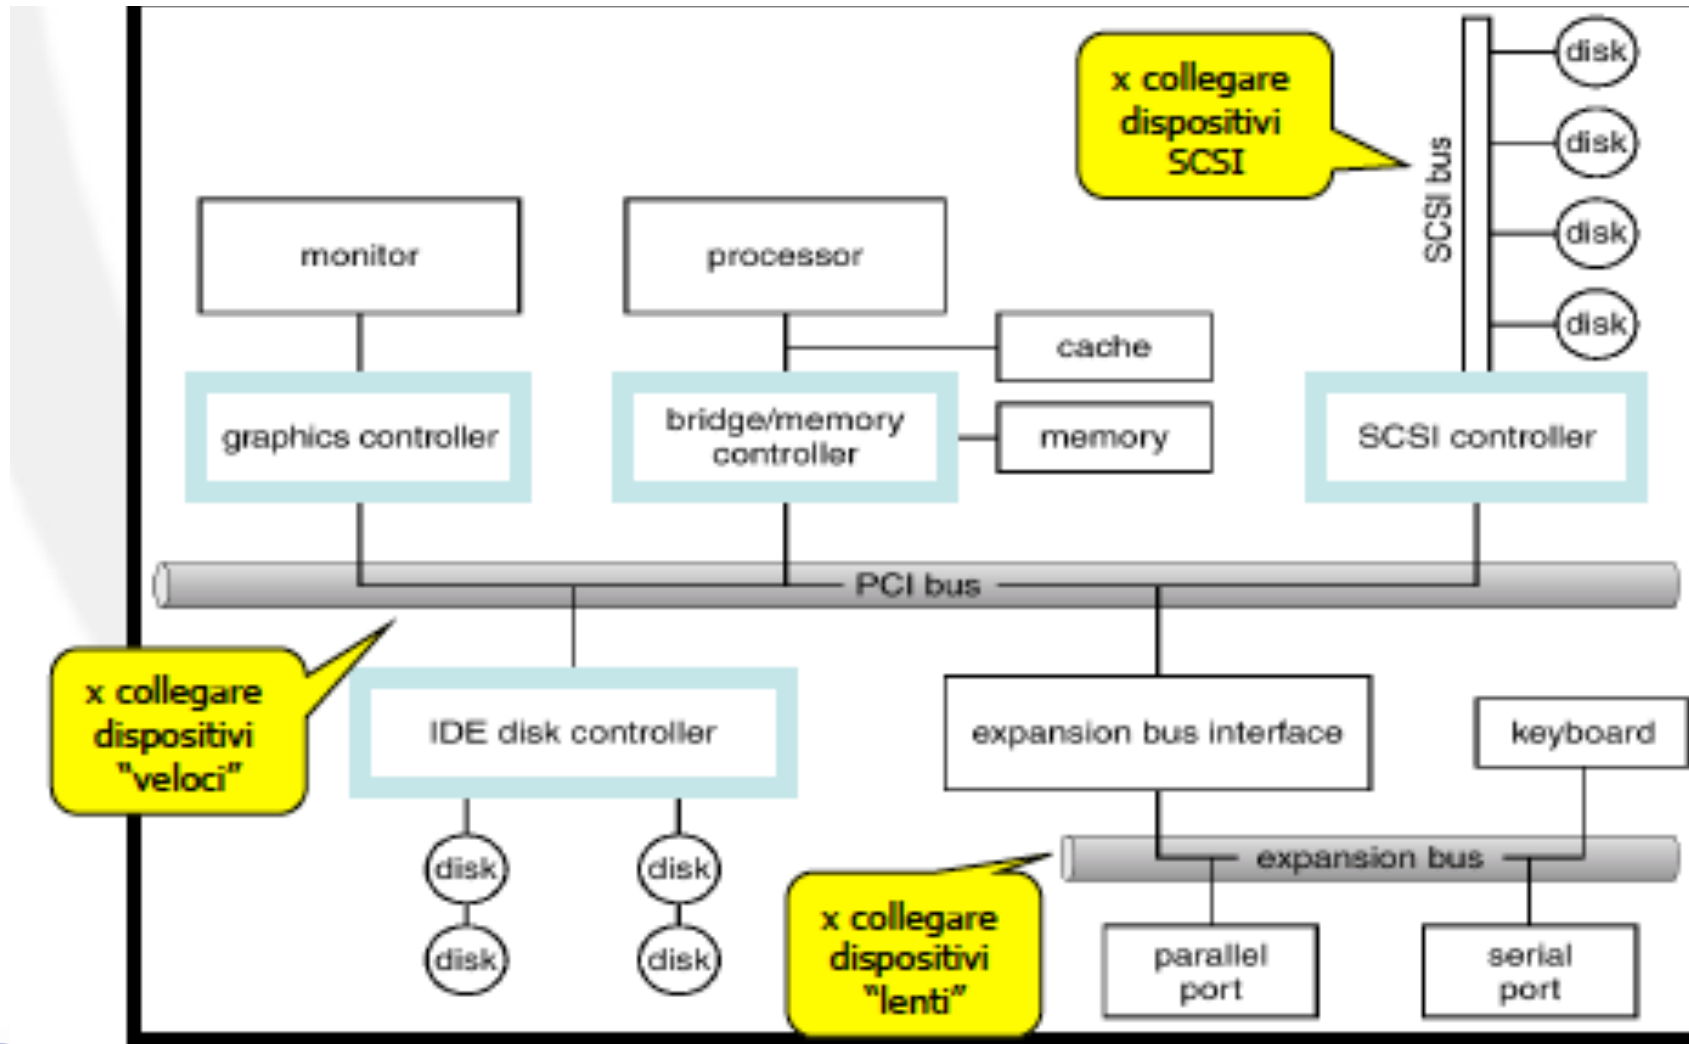 x collegare
dispositivi
SCSI
SCSI bus
disk
disk
disk
disk
monitor
processor
cache
graphics controller
bridge/memory
controller
memory
SCSI controller
PCI bus
x collegare
dispositivi
"veloci"
IDE disk controller
expansion bus interface
keyboard
disk
disk
disk
disk
expansion bus
x collegare
dispositivi
"lenti"
parallel
port
serial
port